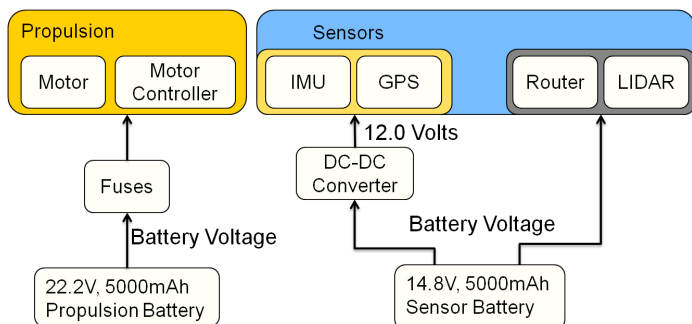 Propulsion
Motor
Motor
Controller
Sensors
IMU
GPS
Router
LIDAR
12.0 Volts
DC-DC
Converter
Fuses
Battery Voltage
Battery Voltage
22.2V, 5000mAh
Propulsion Battery
14.8V, 5000mAh
Sensor Battery